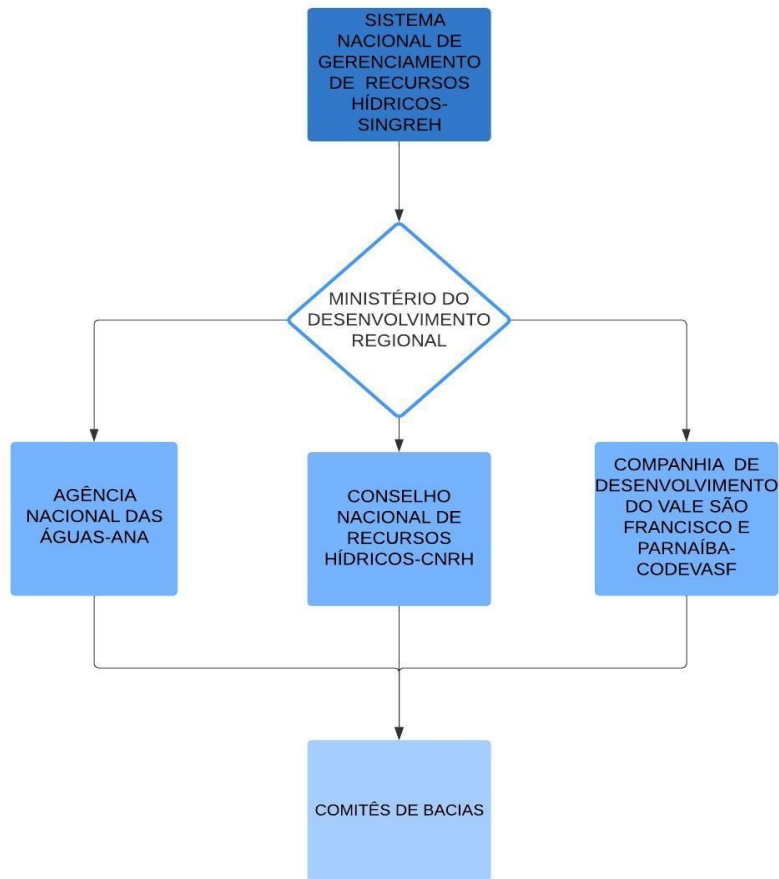 SISTEMA
NACIONAL DE
GERENCIAMENTO
DE RECURSOS
HÍDRICOS-
SINGREH
MINISTÉRIO DO
DESENVOLVIMENTO
REGIONAL
AGÊNCIA
NACIONAL DAS
ÁGUAS-ANA
CONSELHO
NACIONAL DE
RECURSOS
HÍDRICOS-CNRH
COMPANHIA DE
DESENVOLVIMENTO
DO VALE SÃO
FRANCISCO E
PARNAÍBA-
CODEVASF
COMITÊS DE BACIAS